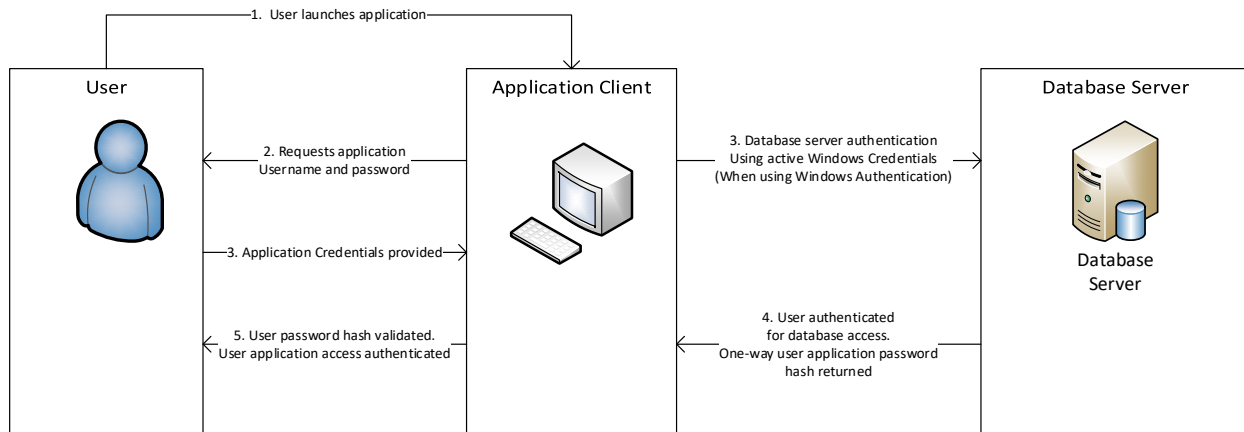 1.  User launches application
User
Application Client
Database Server
2. Requests application
Username and password
3. Database server authentication
Using active Windows Credentials
(When using Windows Authentication)
3. Application Credentials provided
Database
Server
5. User password hash validated.
User application access authenticated
4. User authenticated
for database access.
One-way user application password
hash returned